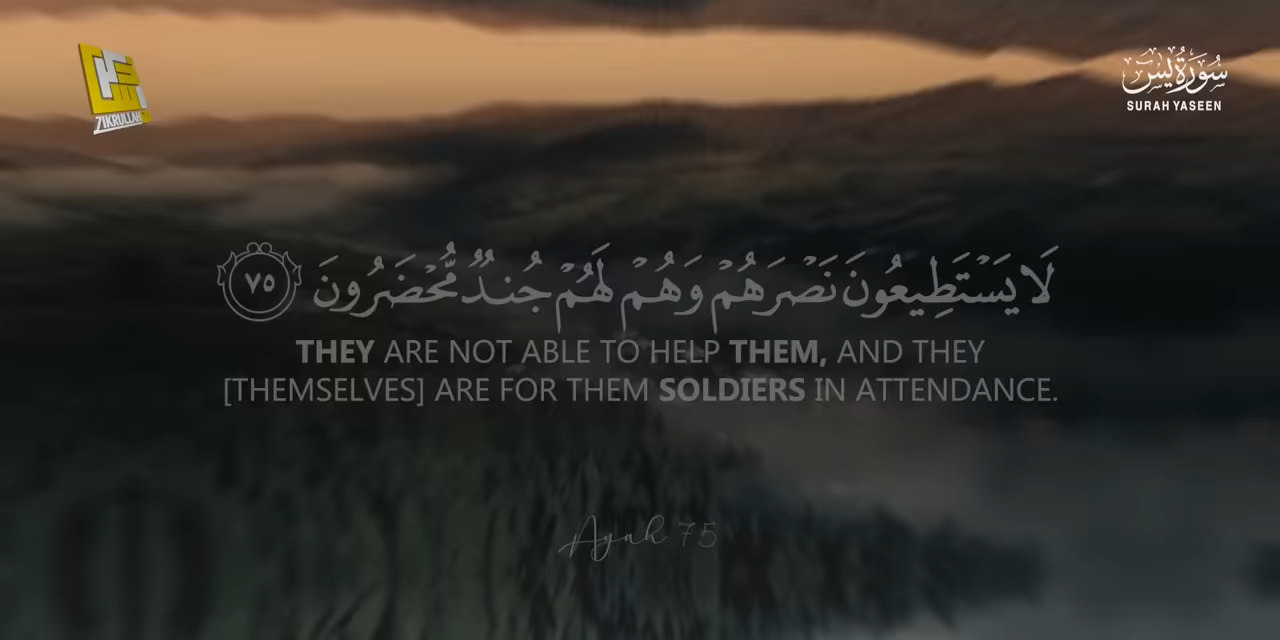 ZIKRULLAH
سُورَةُ يٰسٓ
SURAH YASEEN
لَا يَسْتَطِيعُونَ نَصْرَهُمْ وَهُمْ لَهُمْ جُندٌ مُّحْضَرُونَ ٧٥
THEY ARE NOT ABLE TO HELP THEM, AND THEY
[THEMSELVES] ARE FOR THEM SOLDIERS IN ATTENDANCE.
Ayah 75